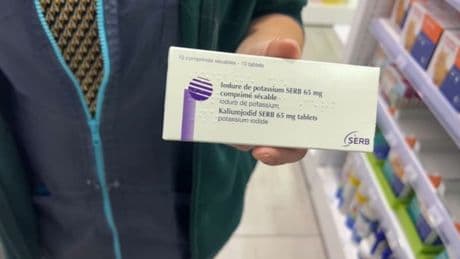 10 comprimés sécables - 10 tablets
Iodure de potassium SERB 65 mg
comprimé sécable
iodure de potassium
Kaliumjodid SERB 65 mg tablets
potassium iodide
SERB